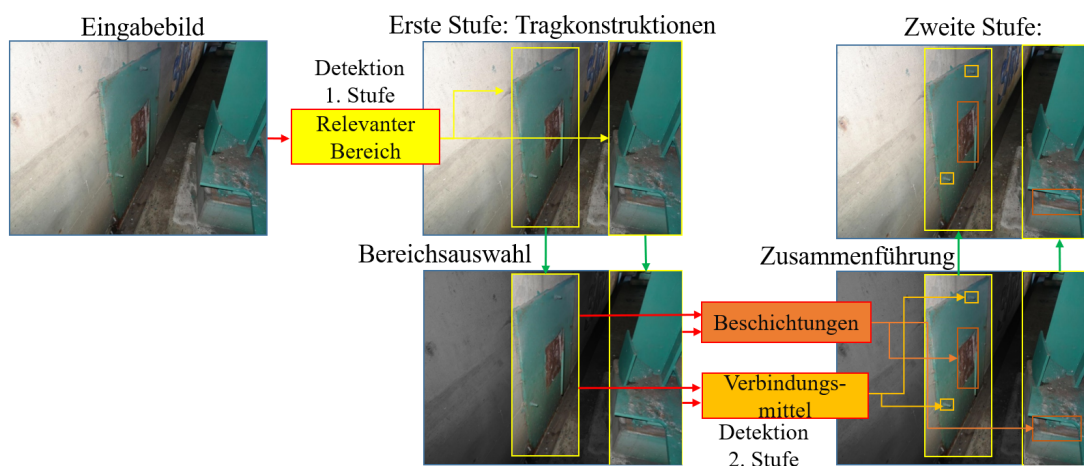 Eingabebild
Erste Stufe: Tragkonstruktionen
Zweite Stufe:
Detektion
1. Stufe
Relevanter
Bereich
Bereichsauswahl
Zusammenführung
Beschichtungen
Verbindungs-
mittel
Detektion
2. Stufe